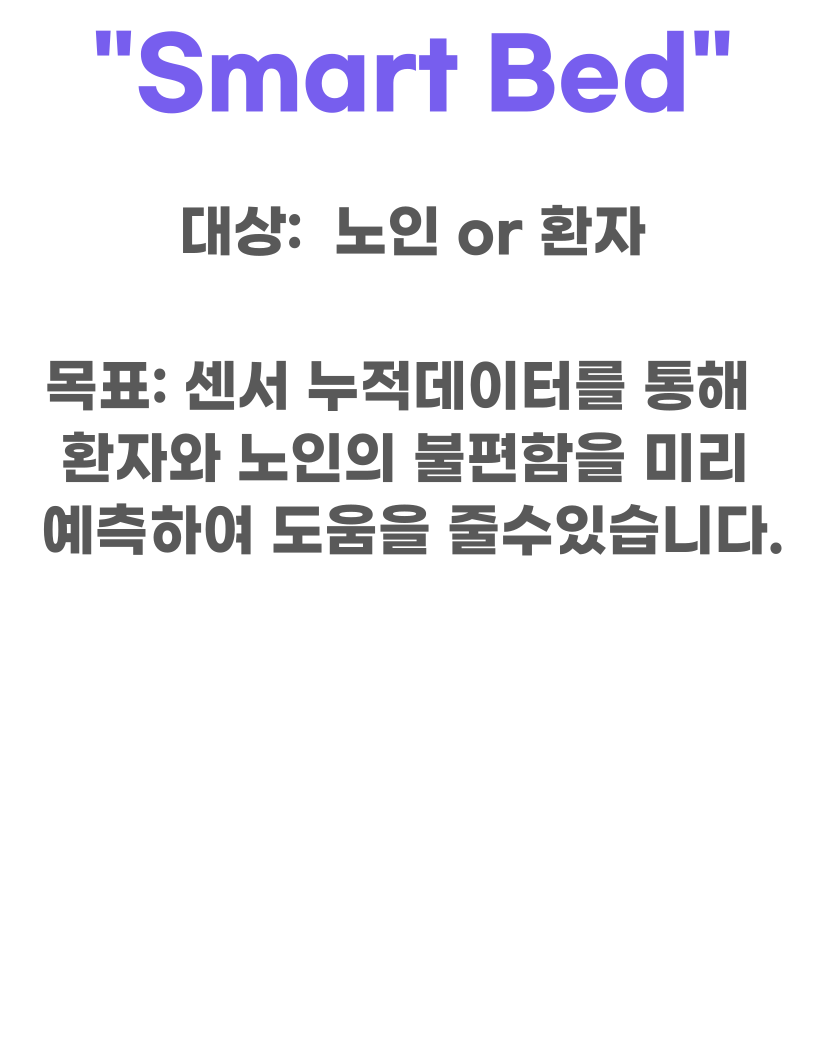 "Smart Bed"
대상: 노인 or 환자
목표: 센서 누적데이터를 통해
환자와 노인의 불편함을 미리
예측하여 도움을 줄수있습니다.